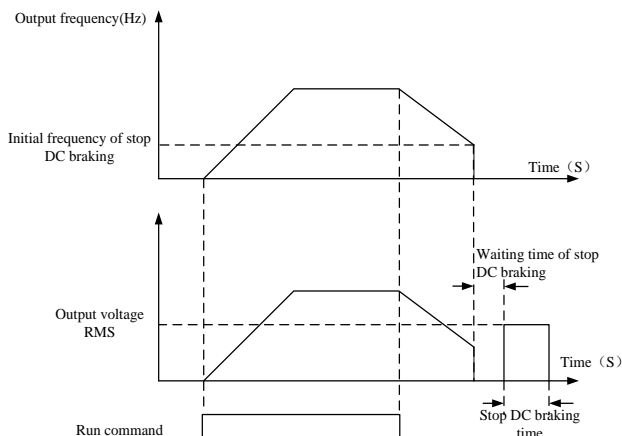 Output frequency(Hz)
Initial frequency of stop
DC braking
Time（S）
Waiting time of stop
DC braking
Output voltage
RMS
Time（S）
Stop DC braking
time
Run command